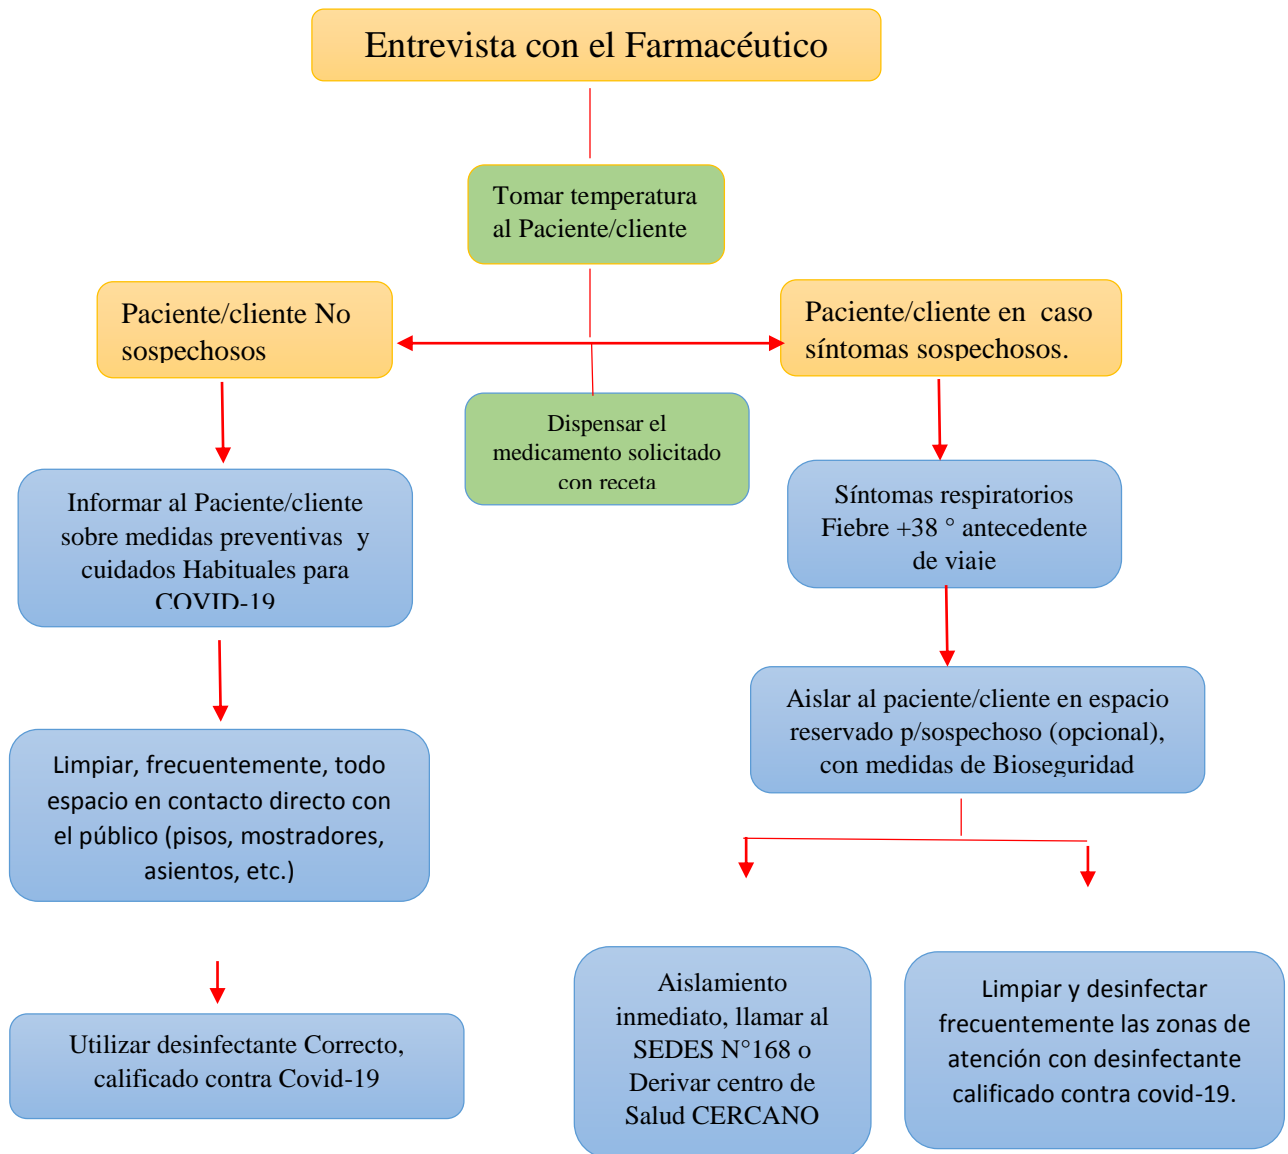 Entrevista con el Farmacéutico
Tomar temperatura
al Paciente/cliente
Paciente/cliente No
sospechosos
Paciente/cliente en caso
síntomas sospechosos.
Dispensar el
medicamento solicitado
con receta
Informar al Paciente/cliente
sobre medidas preventivas y
cuidados Habituales para
COVID-19
Síntomas respiratorios
Fiebre +38 ° antecedente
de viaje
Limpiar, frecuentemente, todo
espacio en contacto directo con
el público (pisos, mostradores,
asientos, etc.)
Aislar al paciente/cliente en espacio
reservado p/sospechoso (opcional),
con medidas de Bioseguridad
Utilizar desinfectante Correcto,
calificado contra Covid-19
Aislamiento
inmediato, llamar al
SEDES N°168 o
Derivar centro de
Salud CERCANO
Limpiar y desinfectar
frecuentemente las zonas de
atención con desinfectante
calificado contra covid-19.